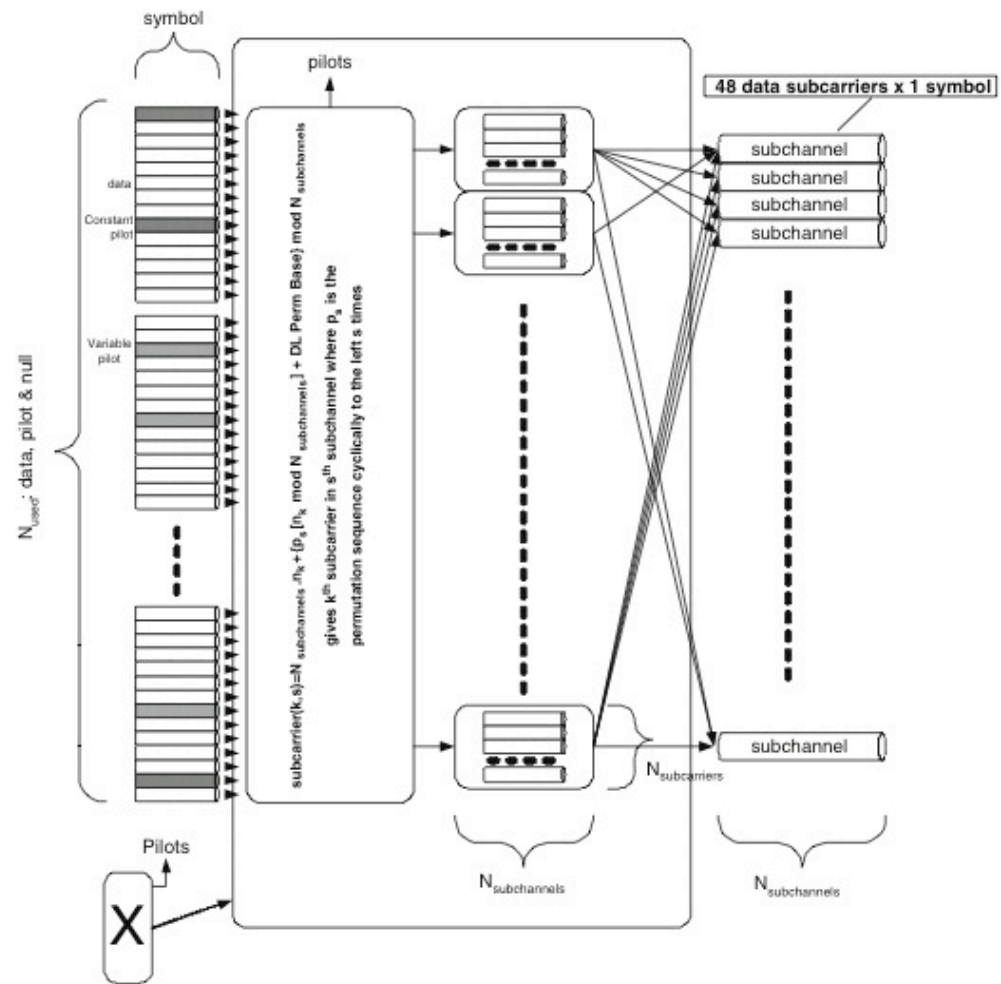 symbol
pilots
48 data subcarriers x 1 symbol
data
Constant
pilot
Variable
pilot
N_used: data, pilot & null
subcarrier(k,s)=N_subchannels .n_k+{p_s[n_k mod N_subchannels]+ DL Perm Base} mod N_subchannels
gives k^th subcarrier in s^th subchannel where p_s is the
permutation sequence cyclically to the left s times
subchannel
subchannel
subchannel
subchannel
subchannel
N_subcarriers
N_subchannels
N_subchannels
Pilots
X